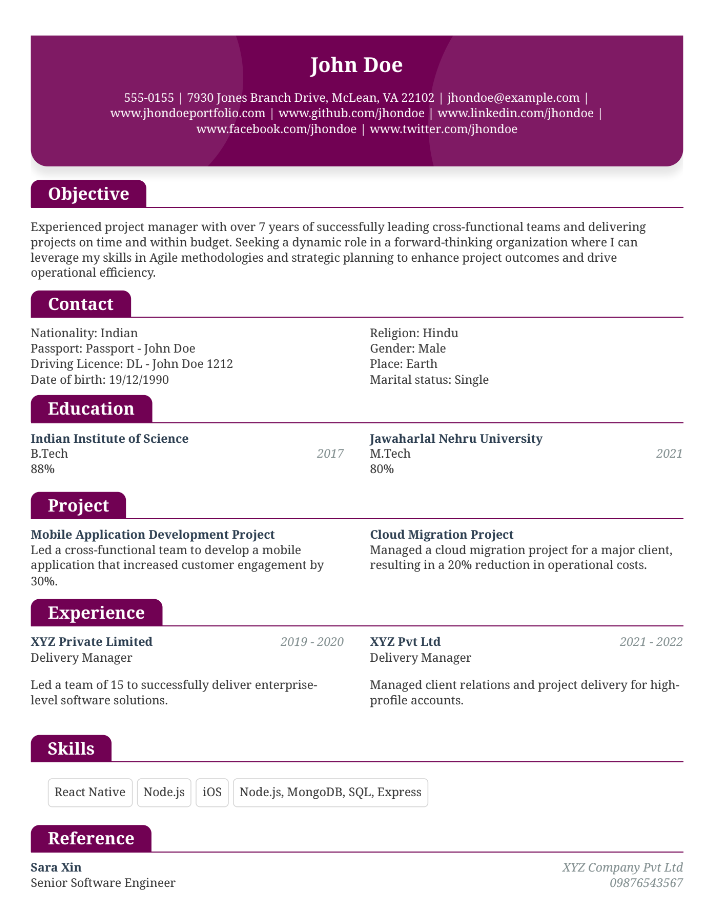 John Doe
555-0155 | 7930 Jones Branch Drive, McLean, VA 22102 | jhondoe@example.com |
www.jhondoeportfolio.com | www.github.com/jhondoe | www.linkedin.com/jhondoe |
www.facebook.com/jhondoe | www.twitter.com/jhondoe
Objective
Experienced project manager with over 7 years of successfully leading cross-functional teams and delivering
projects on time and within budget. Seeking a dynamic role in a forward-thinking organization where I can
leverage my skills in Agile methodologies and strategic planning to enhance project outcomes and drive
operational efficiency.
Contact
Nationality: Indian
Passport: Passport - John Doe
Driving Licence: DL - John Doe 1212
Date of birth: 19/12/1990
Religion: Hindu
Gender: Male
Place: Earth
Marital status: Single
Education
Indian Institute of Science
B.Tech 2017
88%
Jawaharlal Nehru University
M.Tech 2021
80%
Project
Mobile Application Development Project
Led a cross-functional team to develop a mobile
application that increased customer engagement by
30%.
Cloud Migration Project
Managed a cloud migration project for a major client,
resulting in a 20% reduction in operational costs.
Experience
XYZ Private Limited 2019 - 2020
Delivery Manager
Led a team of 15 to successfully deliver enterprise-
level software solutions.
XYZ Pvt Ltd 2021 - 2022
Delivery Manager
Managed client relations and project delivery for high-
profile accounts.
Skills
React Native Node.js iOS Node.js, MongoDB, SQL, Express
Reference
Sara Xin XYZ Company Pvt Ltd
Senior Software Engineer 09876543567